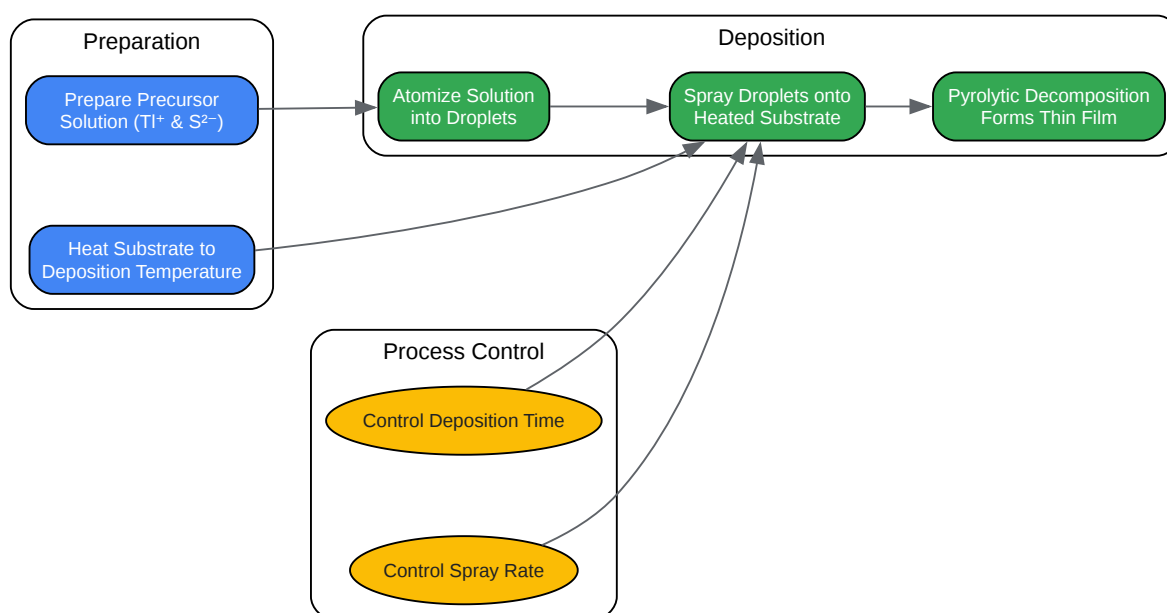 Preparation
Prepare Precursor
Solution (Tl⁺ & S²⁻)
Heat Substrate to
Deposition Temperature
Deposition
Atomize Solution
into Droplets
Spray Droplets onto
Heated Substrate
Pyrolytic Decomposition
Forms Thin Film
Process Control
Control Deposition Time
Control Spray Rate